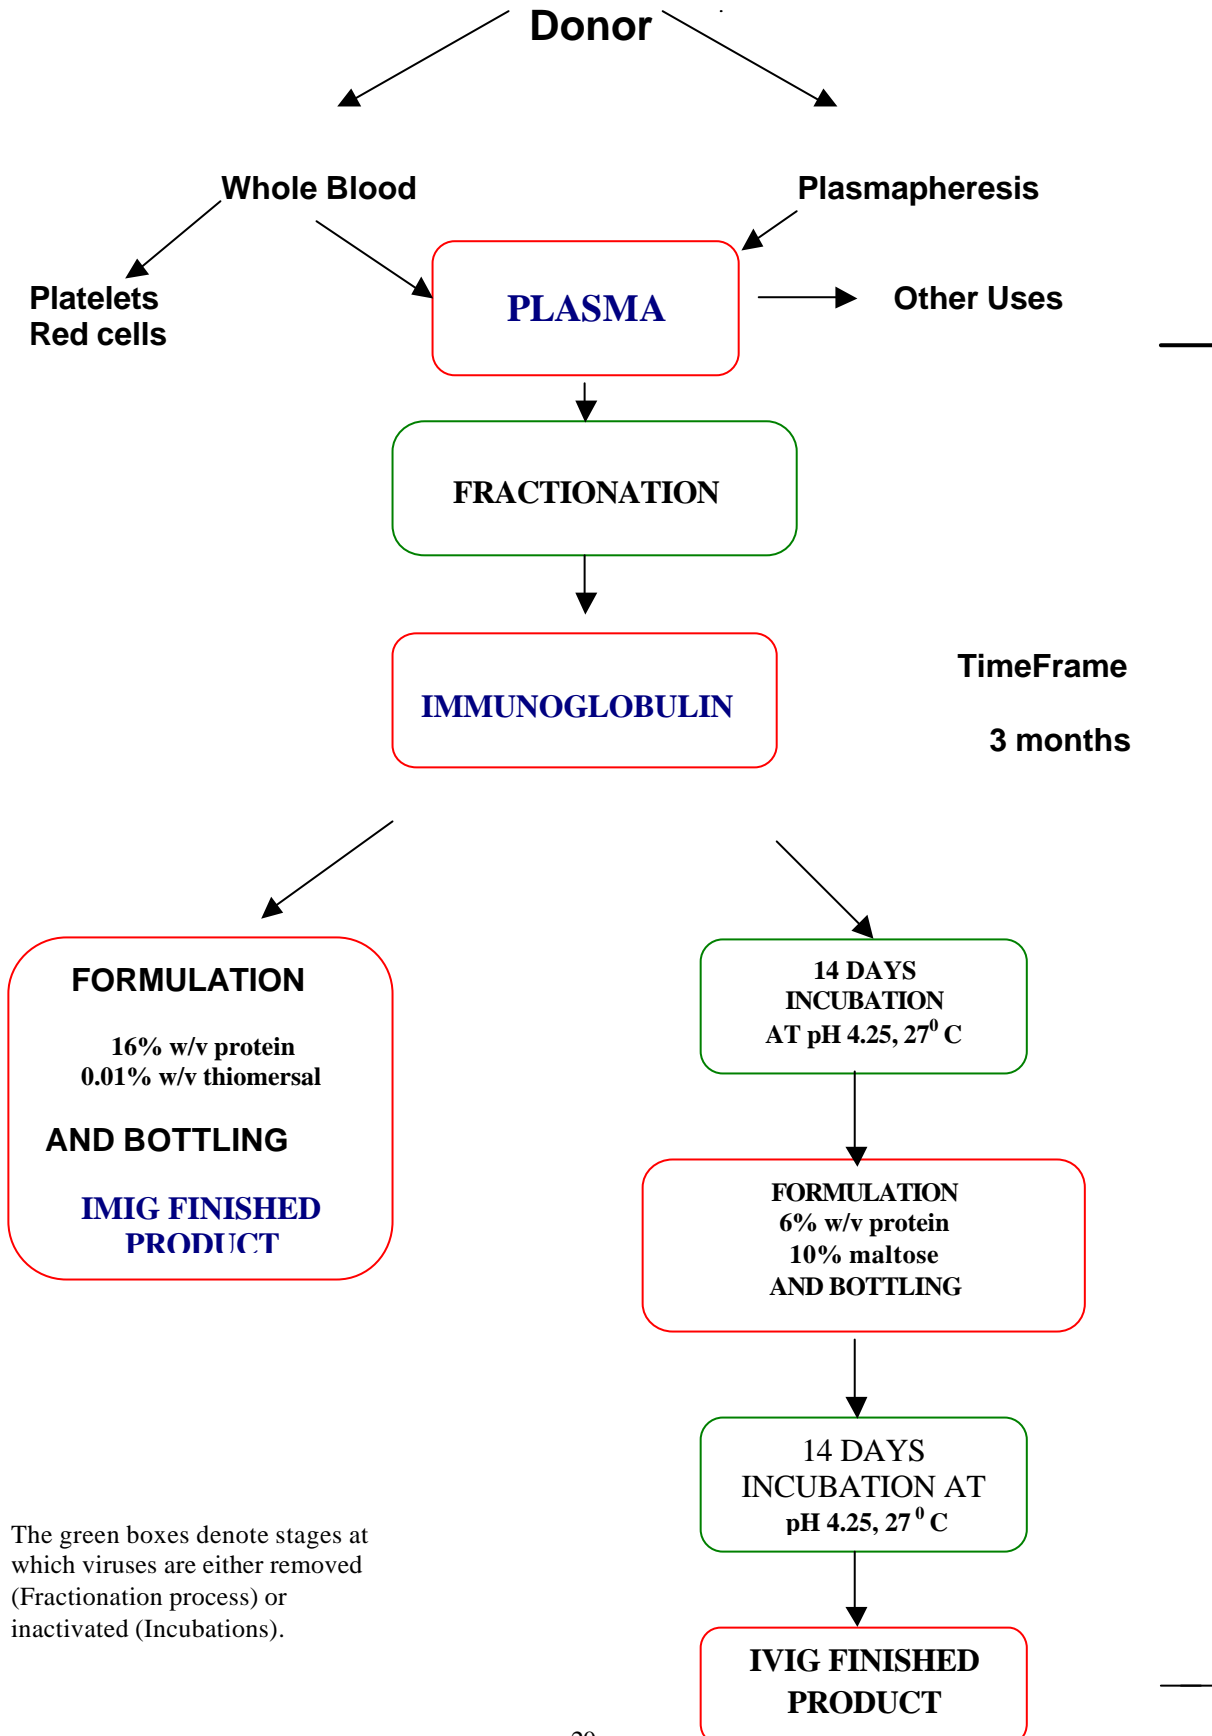 Donor
Whole Blood
Plasmapheresis
Platelets
Red cells
PLASMA
Other Uses
FRACTIONATION
IMMUNOGLOBULIN
TimeFrame
3 months
FORMULATION
16% w/v protein
0.01% w/v thiomersal
AND BOTTLING
IMIG FINISHED
PRODUCT
14 DAYS
INCUBATION
AT pH 4.25, 27⁰ C
FORMULATION
6% w/v protein
10% maltose
AND BOTTLING
14 DAYS
INCUBATION AT
pH 4.25, 27 ⁰ C
The green boxes denote stages at
which viruses are either removed
(Fractionation process) or
inactivated (Incubations).
IVIG FINISHED
PRODUCT